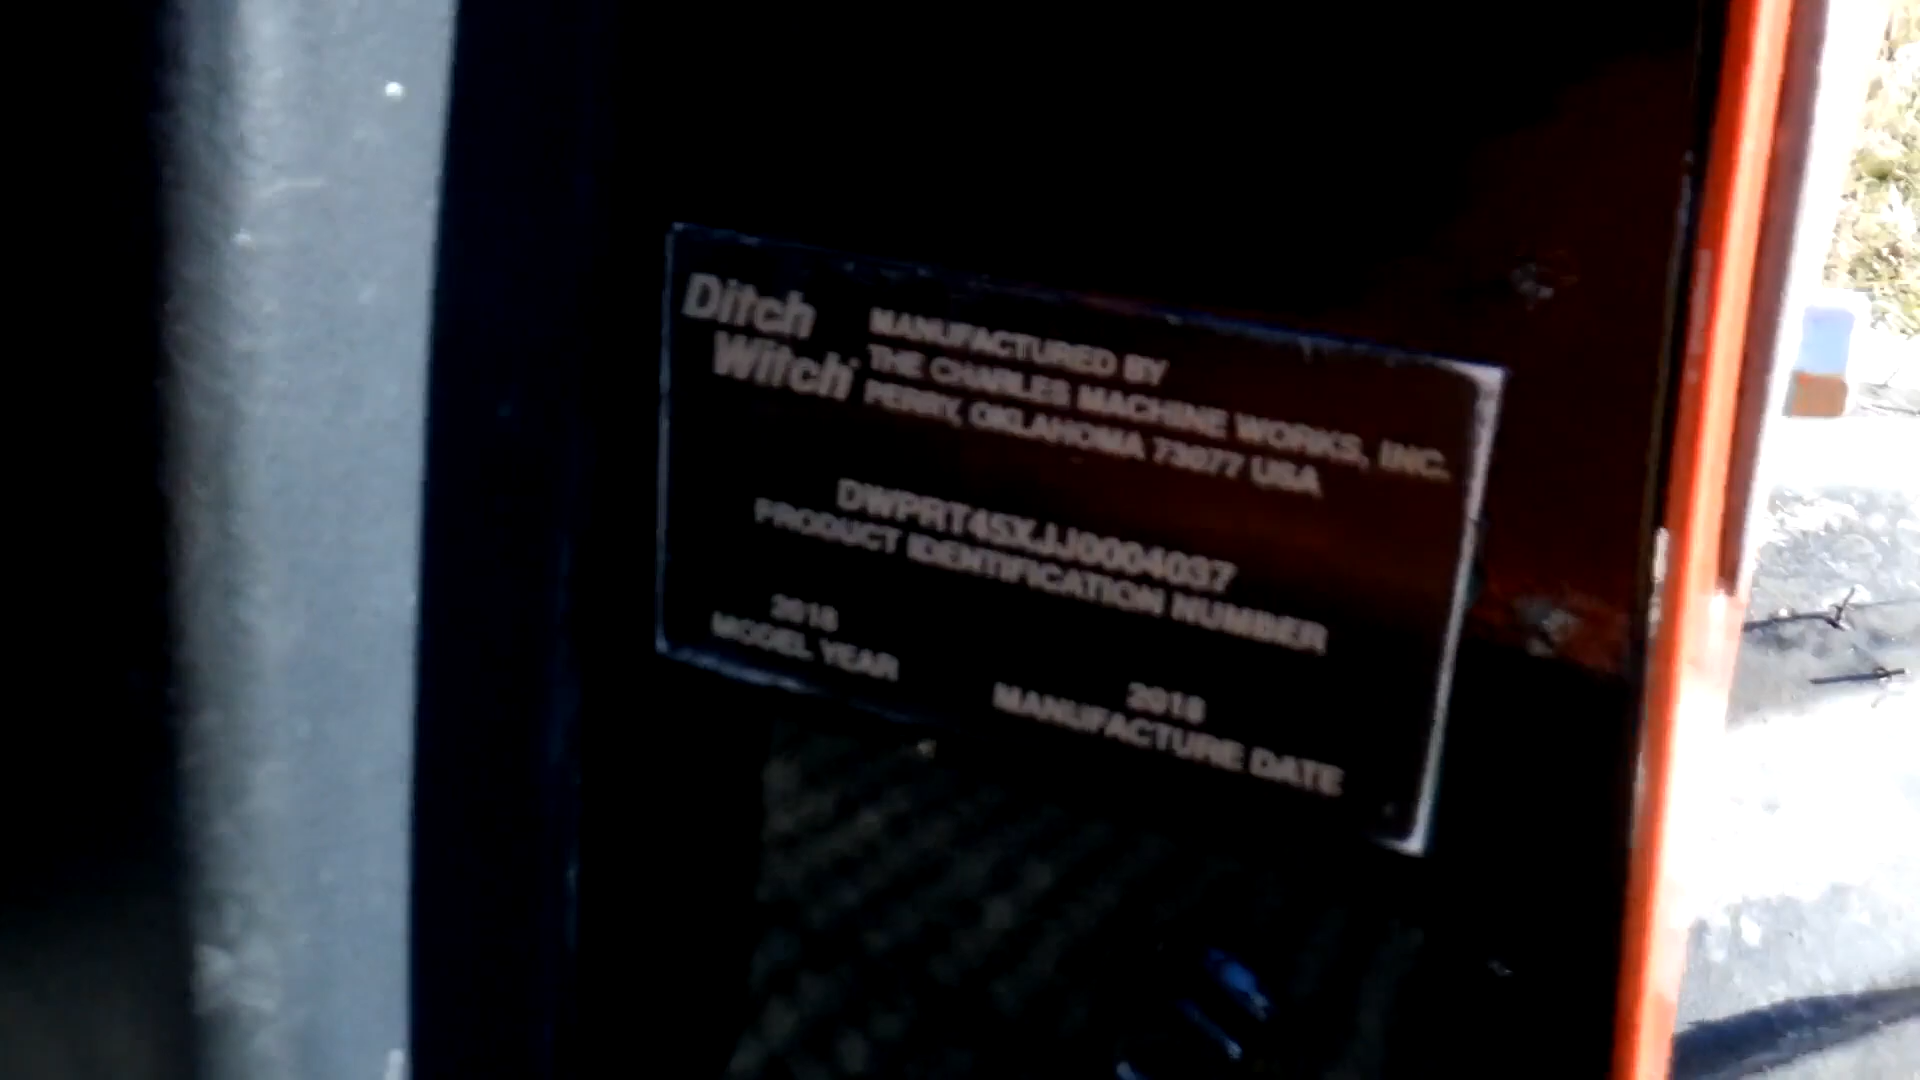 Ditch
Witch
MANUFACTURED BY
THE CHARLES MACHINE WORKS, INC.
PERRY, OKLAHOMA 73077 USA
DWPRT45XJJ0004037
PRODUCT IDENTIFICATION NUMBER
2018
MODEL YEAR
2018
MANUFACTURE DATE